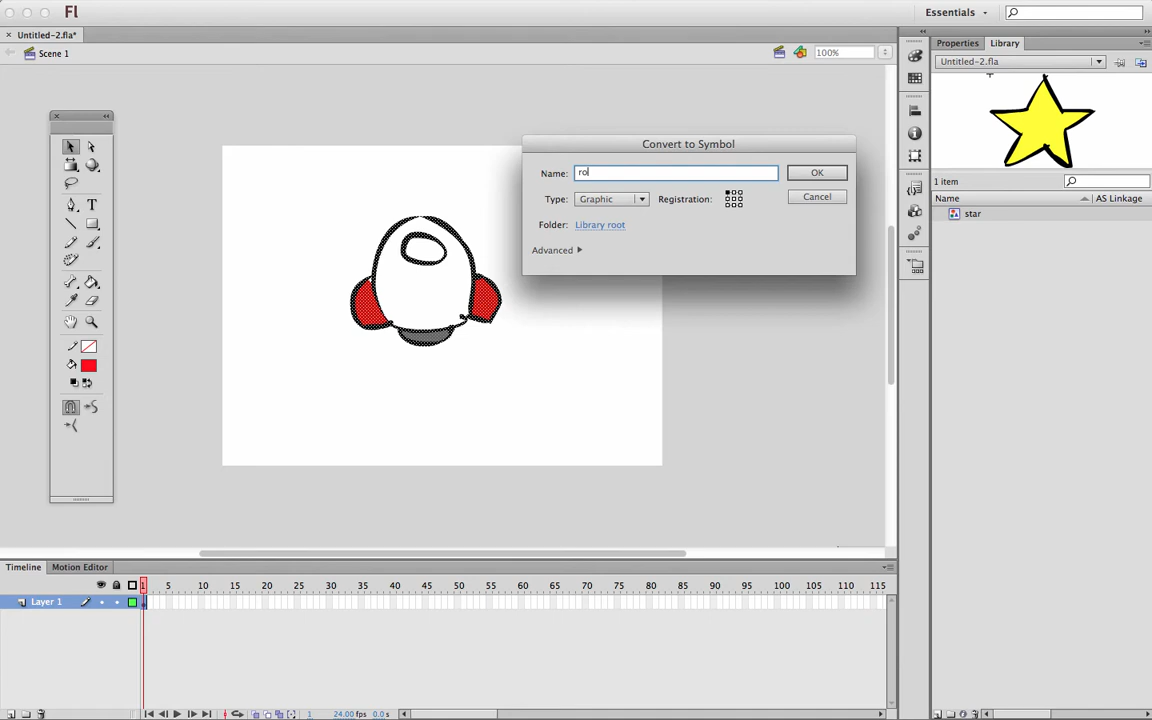 Fl
Essentials
Untitled-2.fla*
Scene 1
100%
Properties
Library
Untitled-2.fla
1 item
Name
AS Linkage
star
Convert to Symbol
Name:
ro
OK
Type:
Graphic
Registration:
Cancel
Folder:
Library root
Advanced
T
Timeline
Motion Editor
1 5 10 15 20 25 30 35 40 45 50 55 60 65 70 75 80 85 90 95 100 105 110 115
Layer 1
1
24.00 fps
0.0 s